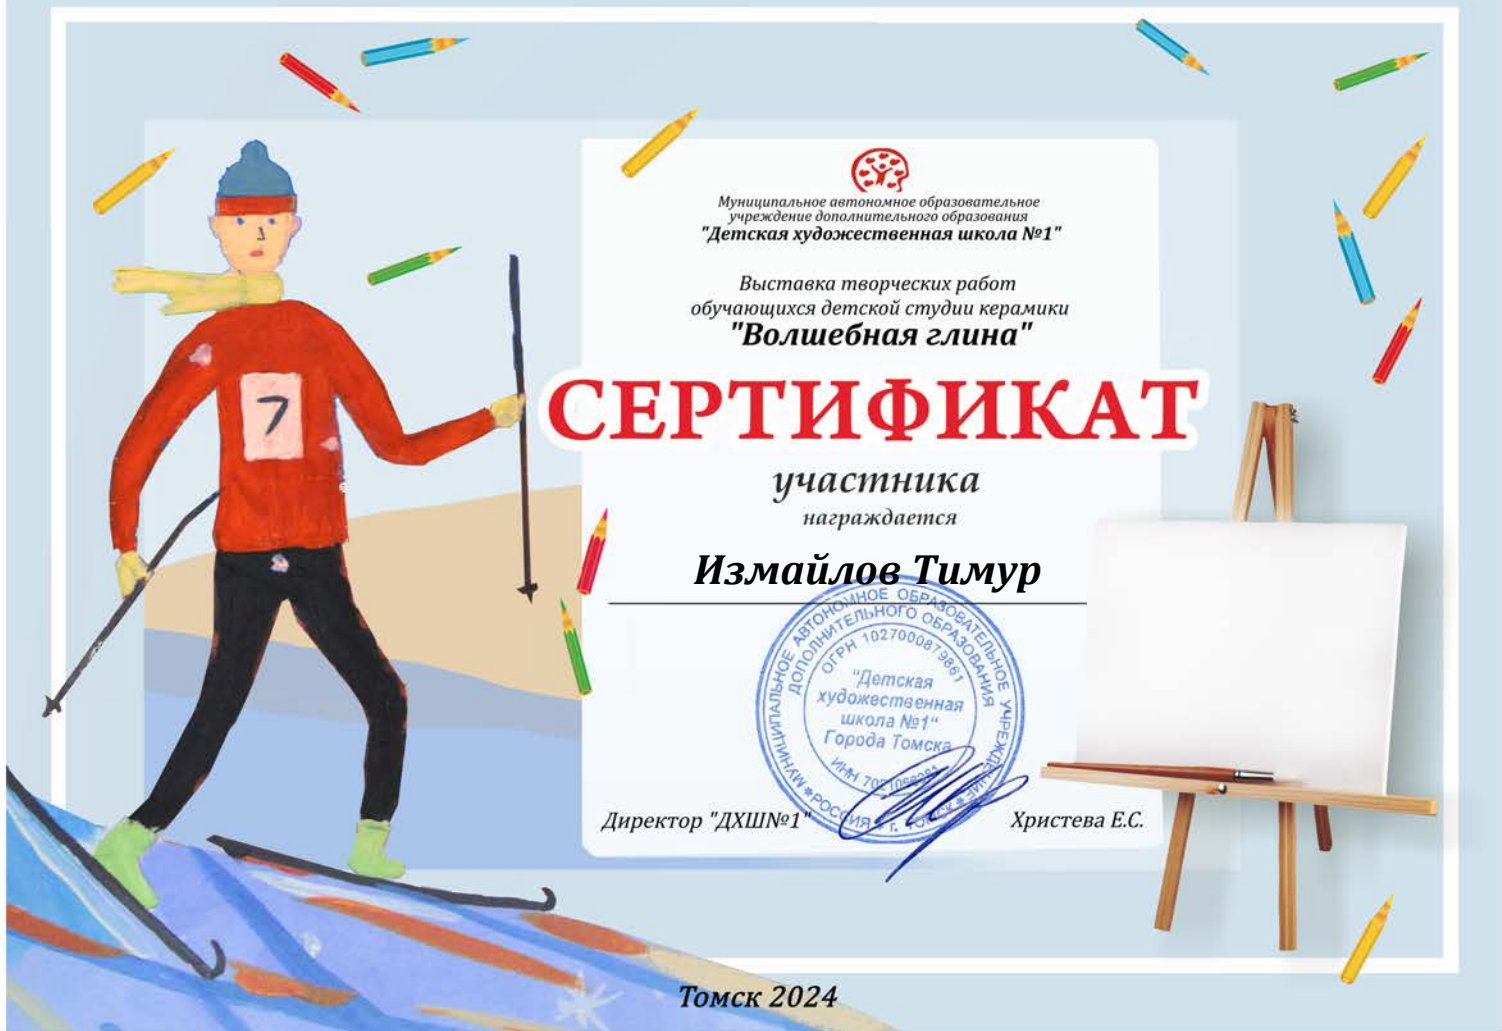 Муниципальное автономное образовательное
учреждение дополнительного образования
"Детская художественная школа №1"
Выставка творческих работ
обучающихся детской студии керамики
"Волшебная глина"
СЕРТИФИКАТ
участника
награждается
7
Измайлов Тимур
МУНИЦИПАЛЬНОЕ АВТОНОМНОЕ ОБРАЗОВАТЕЛЬНОЕ УЧРЕЖДЕНИЕ
ДОПОЛНИТЕЛЬНОГО ОБРАЗОВАНИЯ
ОГРН 1027000879861
"Детская
художественная
школа №1"
Города Томска
ИНН
РОССИЯ * г. ТОМСК *
Директор "ДХШ№1"
Христева Е.С.
Томск 2024